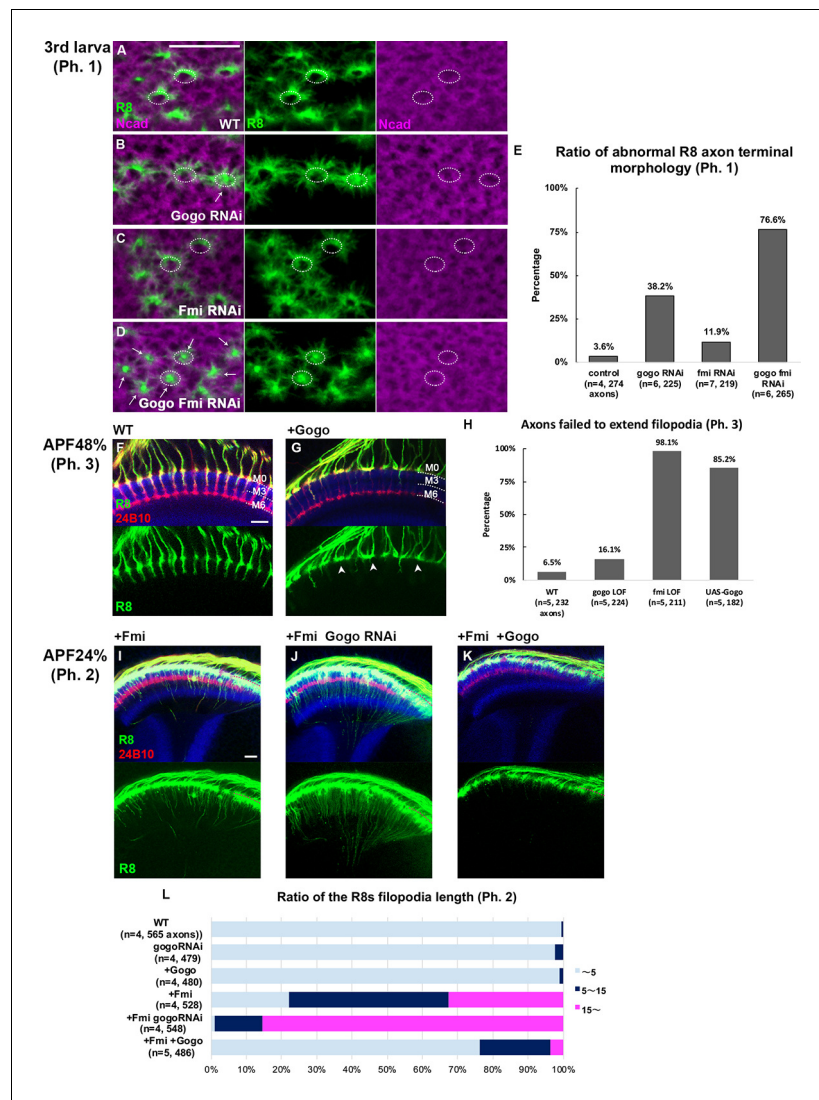 3rd larva
(Ph. 1)
A
R8
Ncad
WT
R8
Ncad
B
Gogo RNAi
C
Fmi RNAi
D
Gogo Fmi RNAi
E
Ratio of abnormal R8 axon terminal
morphology (Ph. 1)
Percentage
100%
75%
50%
25%
0%
3.6%
38.2%
11.9%
76.6%
control
(n=4, 274
axons)
gogo RNAi
(n=6, 225)
fmi RNAi
(n=7, 219)
gogo fmi
RNAi
(n=6, 265)
APF48%
(Ph. 3)
WT
F
M0
M3
M6
R8
24B10
R8
+Gogo
G
M0
M3
M6
H
Axons failed to extend filopodia (Ph. 3)
Percentage
100%
75%
50%
25%
0%
6.5%
16.1%
98.1%
85.2%
WT
(n=5, 232
axons)
gogo LOF
(n=5, 224)
fmi LOF
(n=5, 211)
UAS-Gogo
(n=5, 182)
APF24%
(Ph. 2)
+Fmi
I
R8
24B10
R8
+Fmi Gogo RNAi
J
+Fmi +Gogo
K
L
Ratio of the R8s filopodia length (Ph. 2)
WT
(n=4, 565 axons))
gogoRNAi
(n=4, 479)
+Gogo
(n=4, 480)
+Fmi
(n=4, 528)
+Fmi gogoRNAi
(n=4, 548)
+Fmi +Gogo
(n=5, 486)
0% 10% 20% 30% 40% 50% 60% 70% 80% 90% 100%
～5
5～15
15～